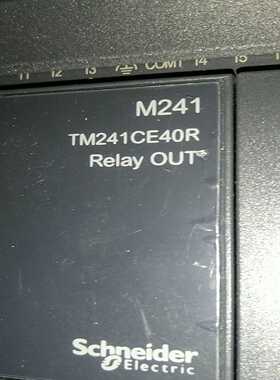 I1 I2 I3 COM1 I4 I5
M241
TM241CE40R
Relay OUT
Schneider
Electric